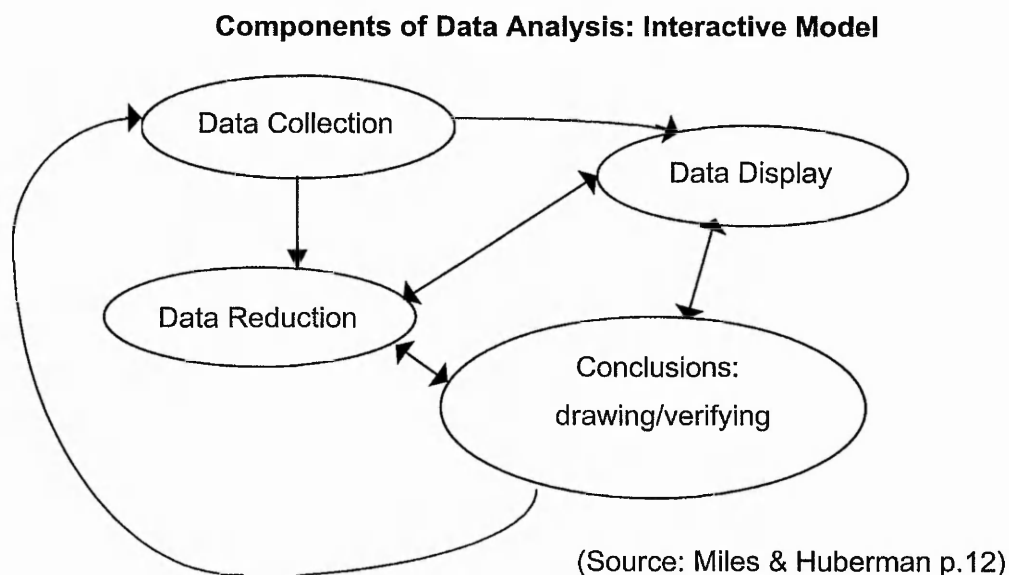 Components of Data Analysis: Interactive Model
Data Collection
Data Display
Data Reduction
Conclusions:
drawing/verifying
(Source: Miles & Huberman p.12)